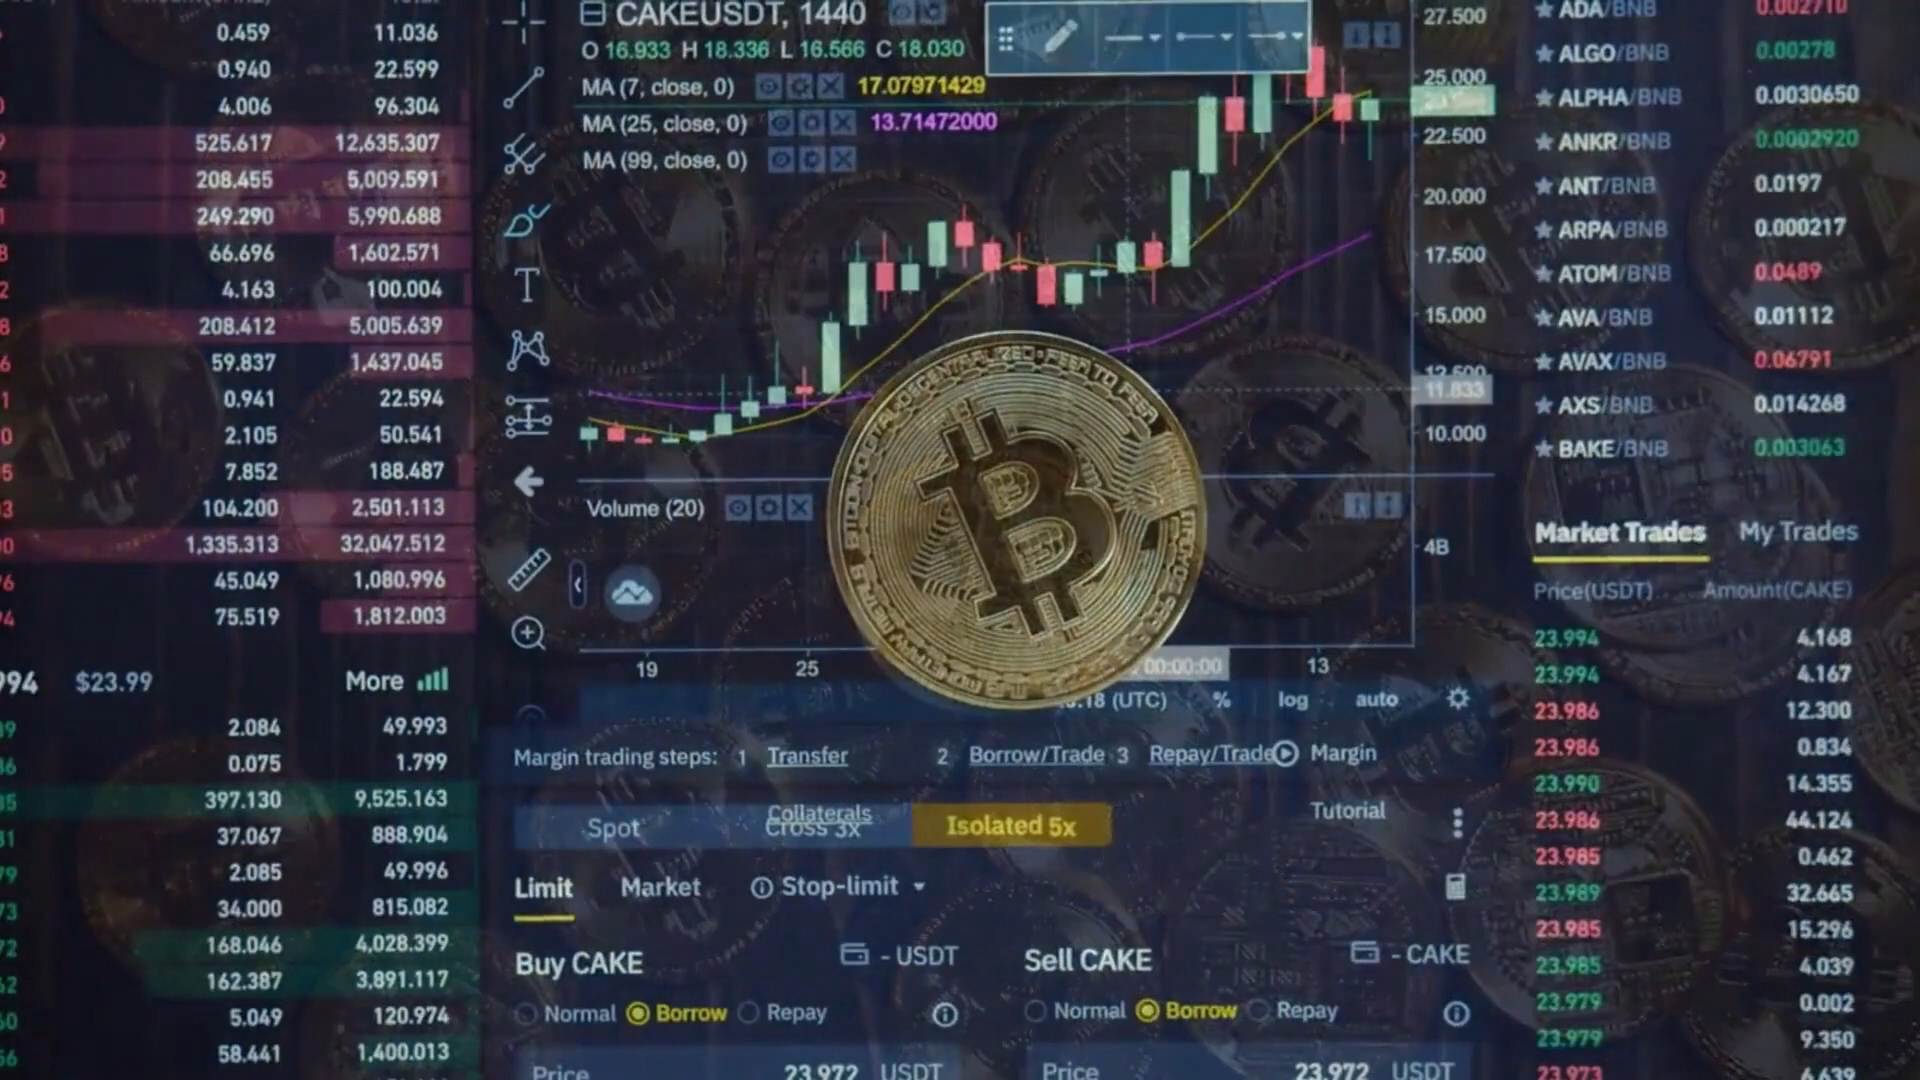 0.459 11.036
0.940 22.599
4.006 96.304
525.617 12,635.307
208.455 5,009.591
249.290 5,990.688
66.696 1,602.571
4.163 100.004
208.412 5,005.639
59.837 1,437.045
0.941 22.594
2.105 50.541
7.852 188.487
104.200 2,501.113
1,335.313 32,047.512
45.049 1,080.996
75.519 1,812.003
994 $23.99 More
2.084 49.993
0.075 1.799
397.130 9,525.163
37.067 888.904
2.085 49.996
34.000 815.082
168.046 4,028.399
162.387 3,891.117
5.049 120.974
58.441 1,400.013
CAKEUSDT, 1440
O 16.933 H 18.336 L 16.566 C 18.030
MA (7, close, 0) 17.07971429
MA (25, close, 0) 13.71472000
MA (99, close, 0)
27.500
25.000
22.500
20.000
17.500
15.000
12.500
11.833
10.000
Volume (20)
4B
19 25 00:00:00 13
18 (UTC) % log auto
DECENTRALIZED PEER TO PEER
Margin trading steps: 1 Transfer 2 Borrow/Trade 3 Repay/Trade Margin
Collaterals Tutorial
Spot Cross 3x Isolated 5x
Limit Market Stop-limit
Buy CAKE - USDT Sell CAKE - CAKE
Normal Borrow Repay Normal Borrow Repay
Price 23.972 USDT Price 23.972 USDT
ADA/BNB 0.002710
ALGO/BNB 0.00278
ALPHA/BNB 0.0030650
ANKR/BNB 0.0002920
ANT/BNB 0.0197
ARPA/BNB 0.000217
ATOM/BNB 0.0489
AVA/BNB 0.01112
AVAX/BNB 0.06791
AXS/BNB 0.014268
BAKE/BNB 0.003063
Market Trades My Trades
Price(USDT) Amount(CAKE)
23.994 4.168
23.994 4.167
23.986 12.300
23.986 0.834
23.990 14.355
23.986 44.124
23.985 0.462
23.989 32.665
23.985 15.296
23.985 4.039
23.979 0.002
23.979 9.350
23.973 6.639